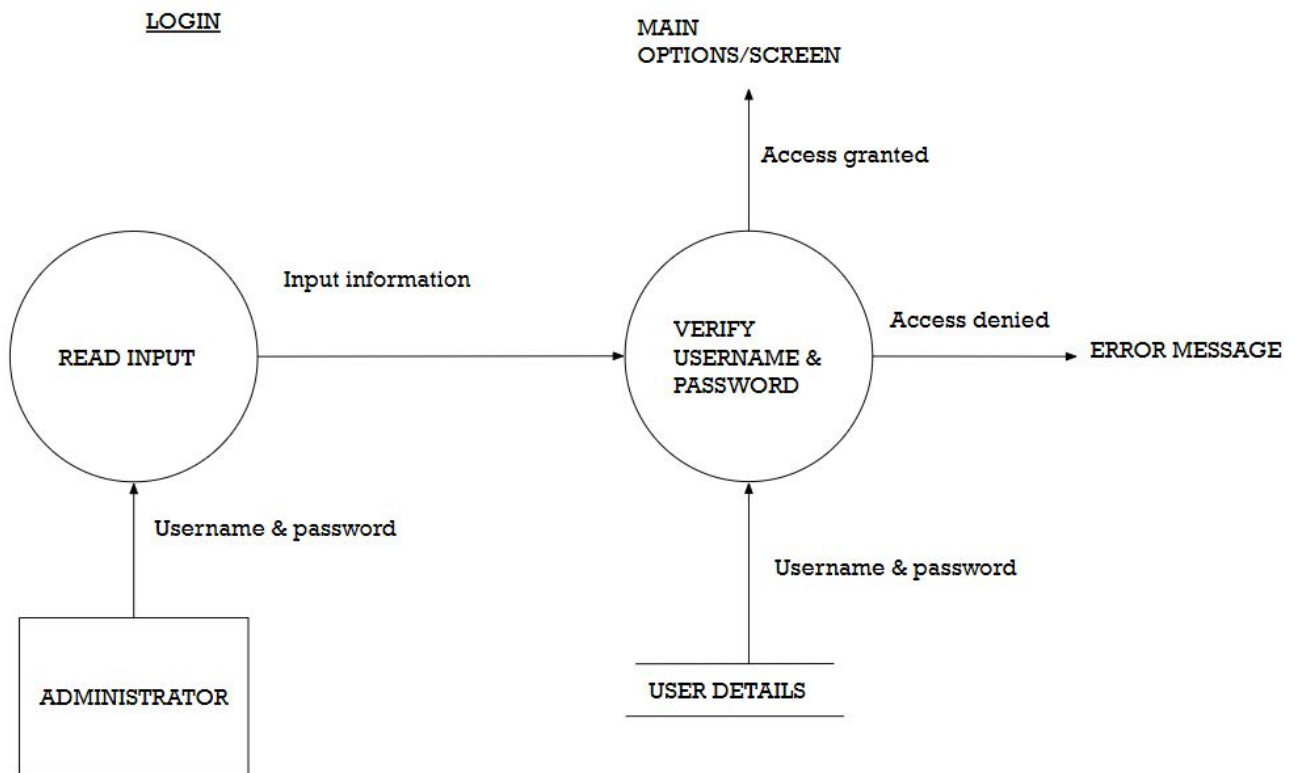 LOGIN
MAIN
OPTIONS/SCREEN
Access granted
Input information
READ INPUT
VERIFY
USERNAME &
PASSWORD
Access denied
ERROR MESSAGE
Username & password
Username & password
ADMINISTRATOR
USER DETAILS